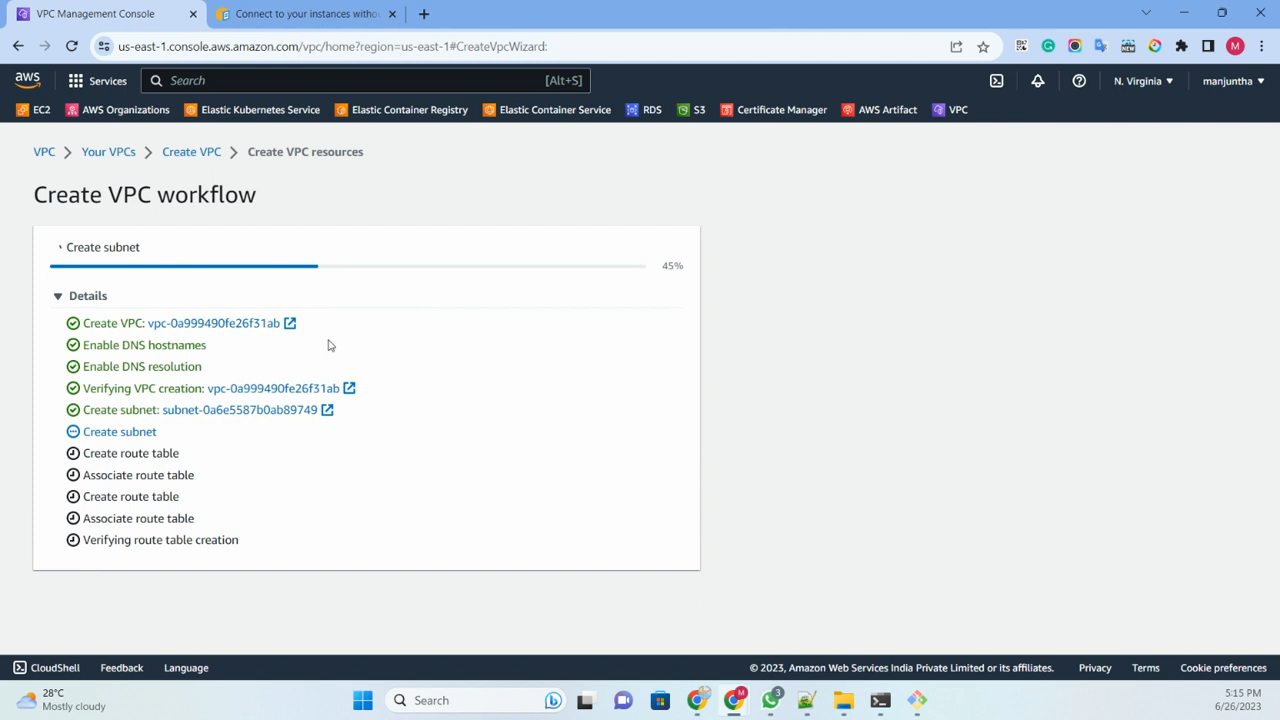 VPC Management Console
Connect to your instances withou
us-east-1.console.aws.amazon.com/vpc/home?region=us-east-1#CreateVpcWizard:
M
aws
Services
Search
[Alt+S]
N. Virginia
manjuntha
EC2
AWS Organizations
Elastic Kubernetes Service
Elastic Container Registry
Elastic Container Service
RDS
S3
Certificate Manager
AWS Artifact
VPC
VPC > Your VPCs > Create VPC > Create VPC resources
Create VPC workflow
Create subnet
45%
Details
Create VPC: vpc-0a999490fe26f31ab
Enable DNS hostnames
Enable DNS resolution
Verifying VPC creation: vpc-0a999490fe26f31ab
Create subnet: subnet-0a6e5587b0ab89749
Create subnet
Create route table
Associate route table
Create route table
Associate route table
Verifying route table creation
CloudShell
Feedback
Language
© 2023, Amazon Web Services India Private Limited or its affiliates.
Privacy
Terms
Cookie preferences
28°C
Mostly cloudy
Search
M
3
5:15 PM
6/26/2023